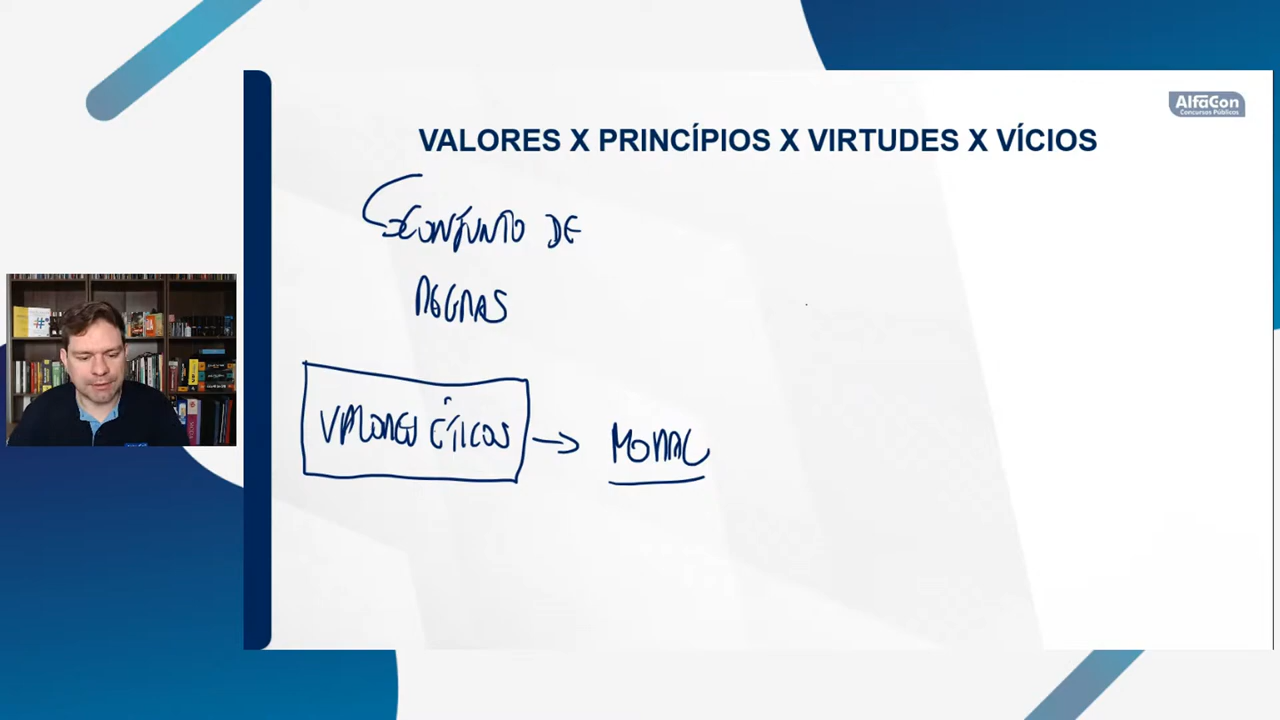 AlfaCon
Concursos Públicos
VALORES X PRINCÍPIOS X VIRTUDES X VÍCIOS
CONJUNTO DE
REGRAS
VALORES ÉTICOS
MORAL